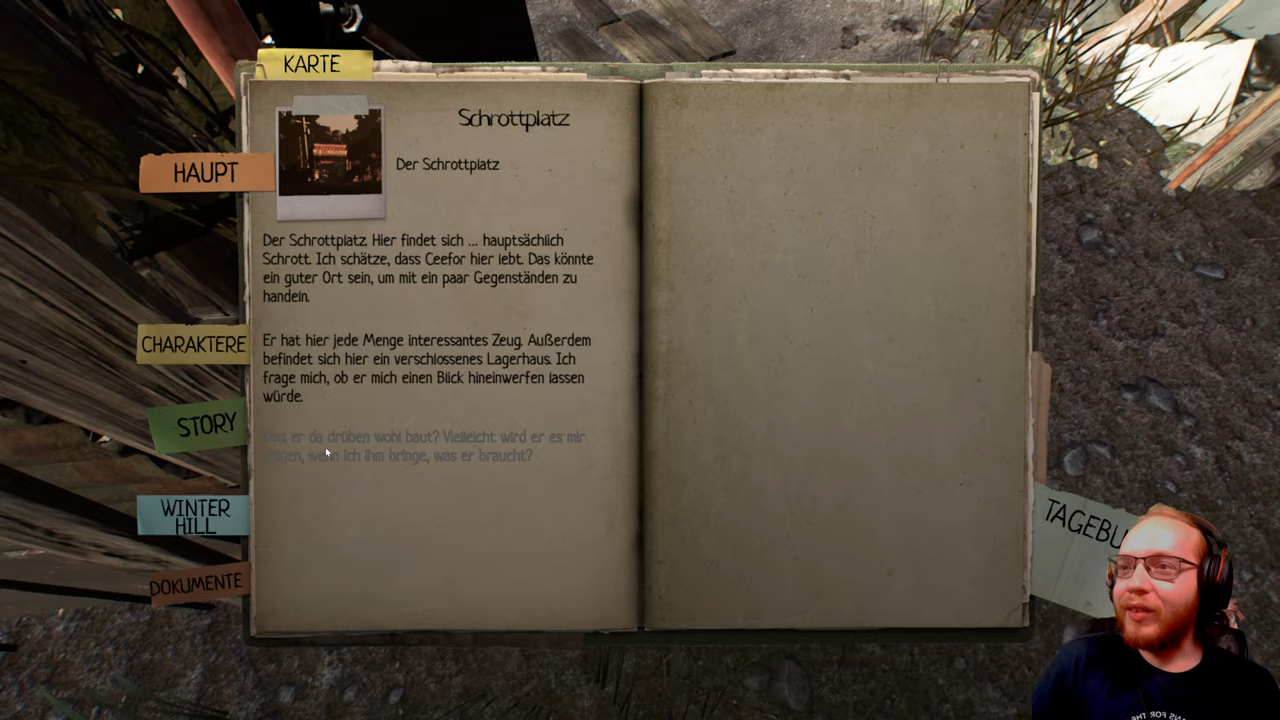 KARTE
Schrottplatz
HAUPT
Der Schrottplatz
Der Schrottplatz. Hier findet sich ... hauptsächlich
Schrott. Ich schätze, dass Ceefor hier lebt. Das könnte
ein guter Ort sein, um mit ein paar Gegenständen zu
handeln.
Er hat hier jede Menge interessantes Zeug. Außerdem
befindet sich hier ein verschlossenes Lagerhaus. Ich
frage mich, ob er mich einen Blick hineinwerfen lassen
würde.
CHARAKTERE
STORY
Was er da drüben wohl baut? Vielleicht wird er es mir
wenn ich ihm bringe, was er braucht?
WINTER
HILL
DOKUMENTE
TAGEBU